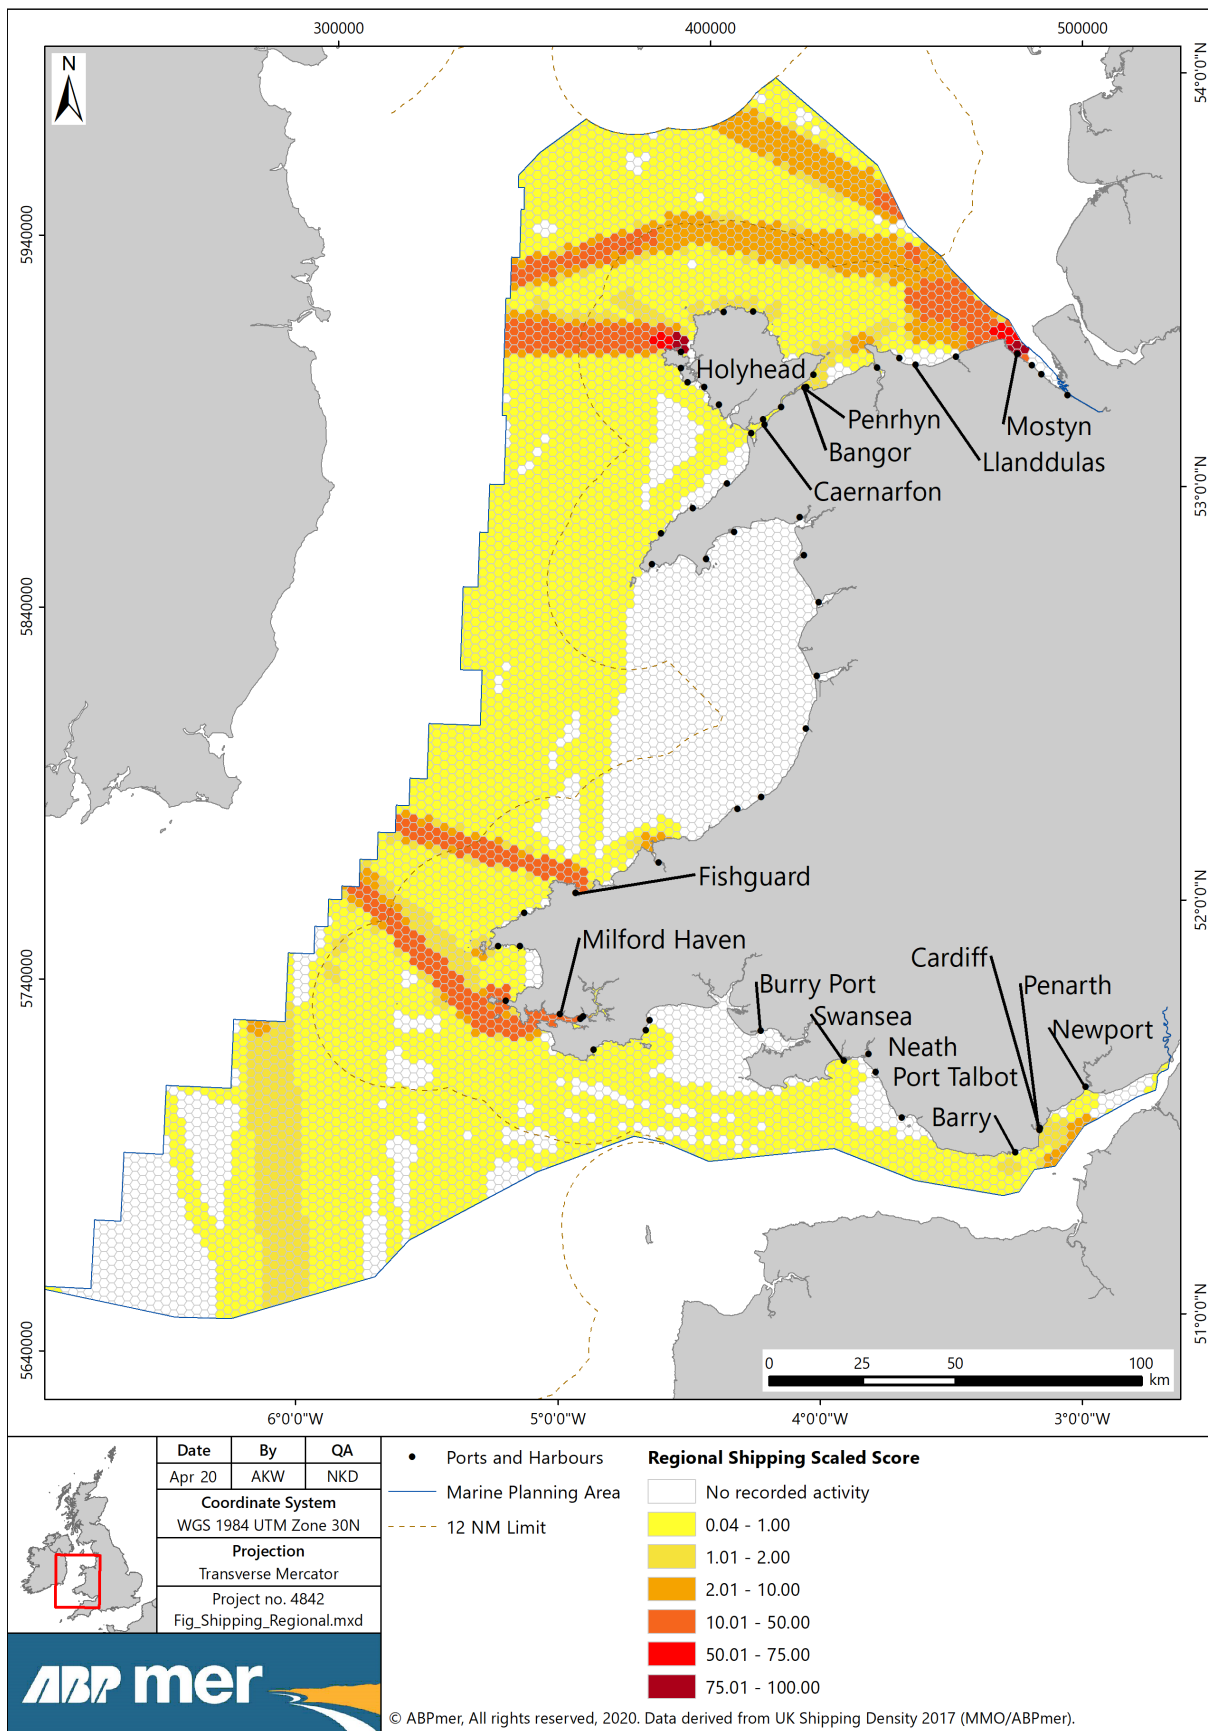 300000
400000
500000
N
54°0'0"N
5940000
Holyhead
Penrhyn
Mostyn
Bangor
Llanddulas
Caernarfon
53°0'0"N
5840000
Fishguard
52°0'0"N
Milford Haven
Cardiff
5740000
Burry Port
Penarth
Swansea
Newport
Neath
Port Talbot
Barry
51°0'0"N
5640000
0 25 50 100
km
6°0'0"W 5°0'0"W 4°0'0"W 3°0'0"W
Date By QA
Apr 20 AKW NKD
Coordinate System
WGS 1984 UTM Zone 30N
Projection
Transverse Mercator
Project no. 4842
Fig_Shipping_Regional.mxd
ABP mer
Ports and Harbours
Marine Planning Area
12 NM Limit
Regional Shipping Scaled Score
No recorded activity
0.04 - 1.00
1.01 - 2.00
2.01 - 10.00
10.01 - 50.00
50.01 - 75.00
75.01 - 100.00
© ABPmer, All rights reserved, 2020. Data derived from UK Shipping Density 2017 (MMO/ABPmer).